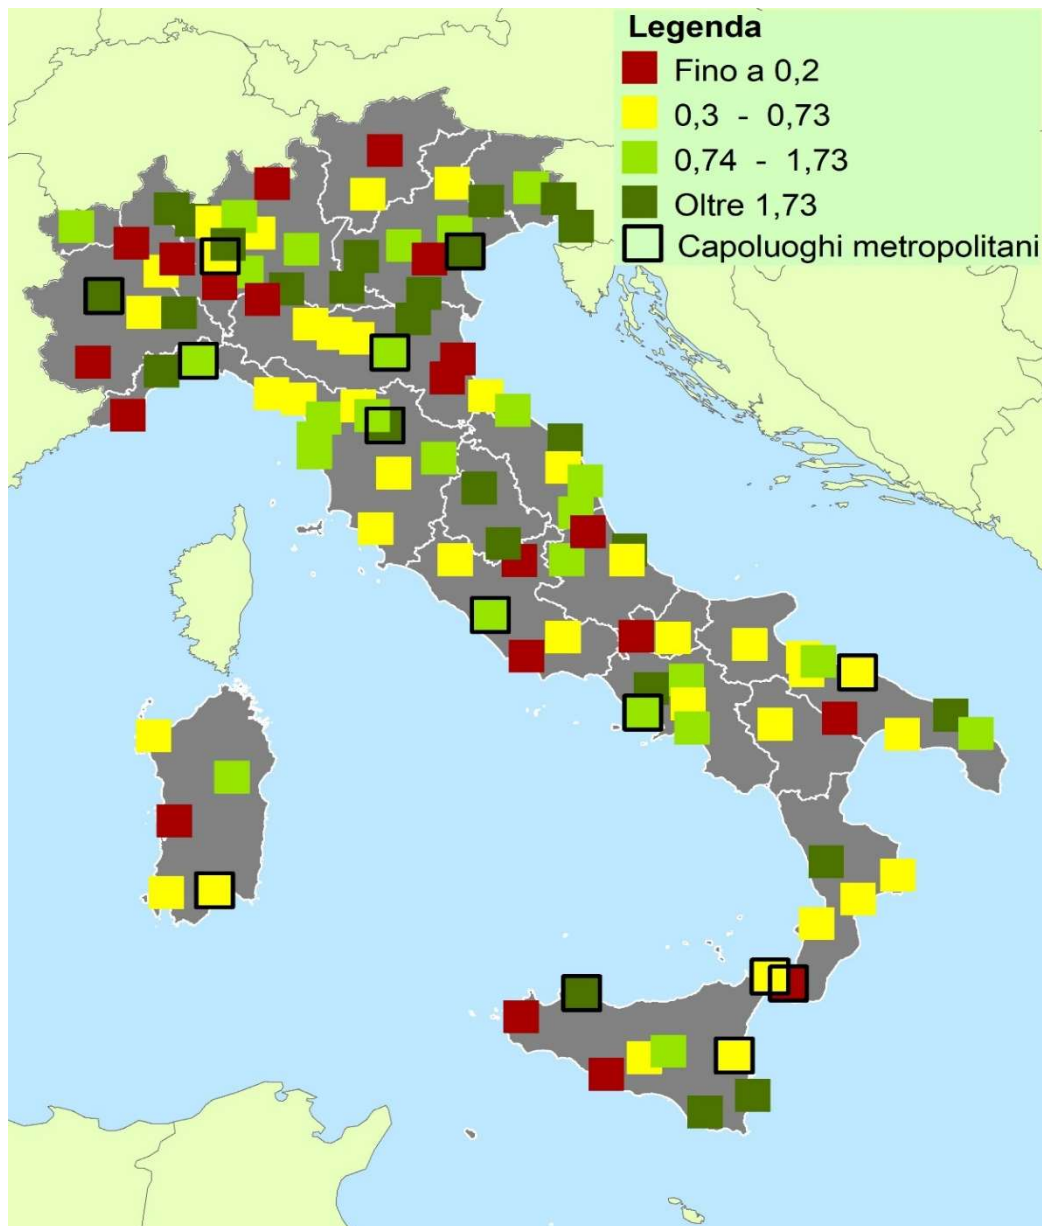 Legenda
Fino a 0,2
0,3 - 0,73
0,74 - 1,73
Oltre 1,73
Capoluoghi metropolitani